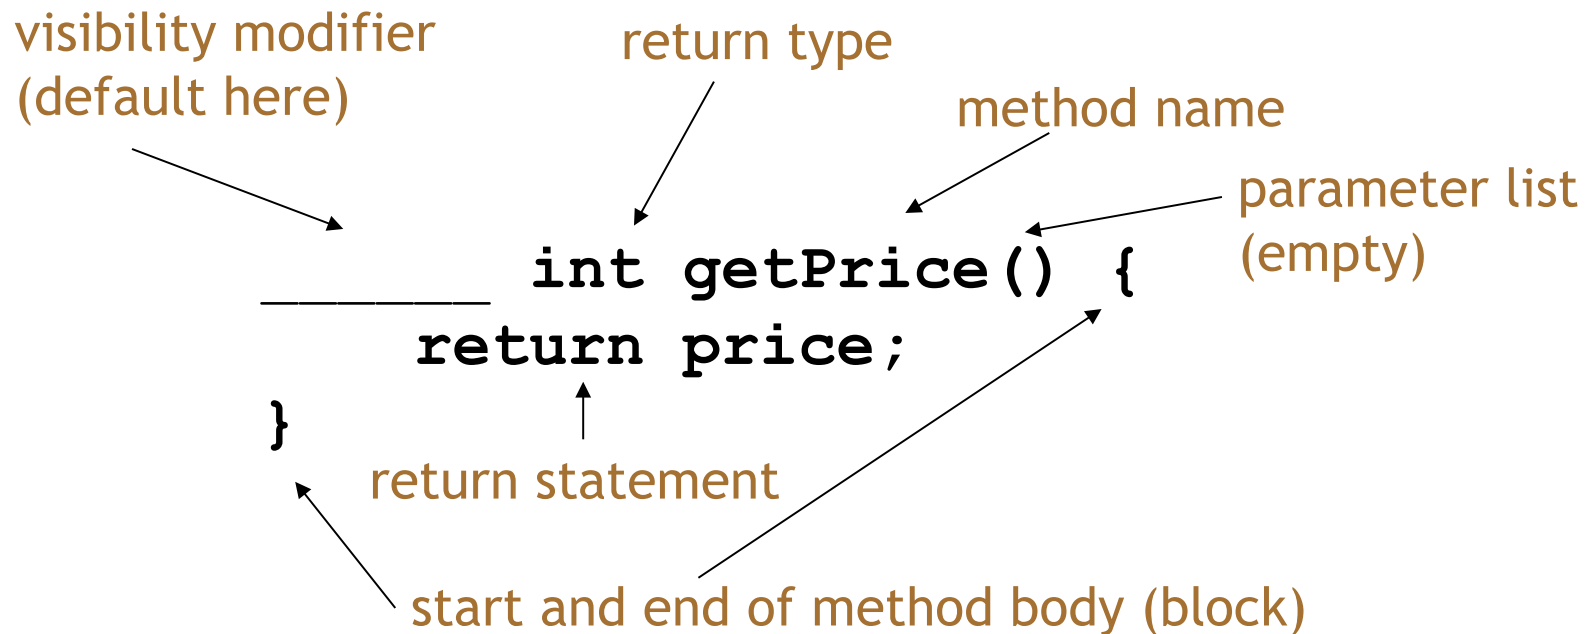 visibility modifier
(default here)
return type
method name
parameter list
(empty)
______ int getPrice() {
return price;
}
return statement
start and end of method body (block)